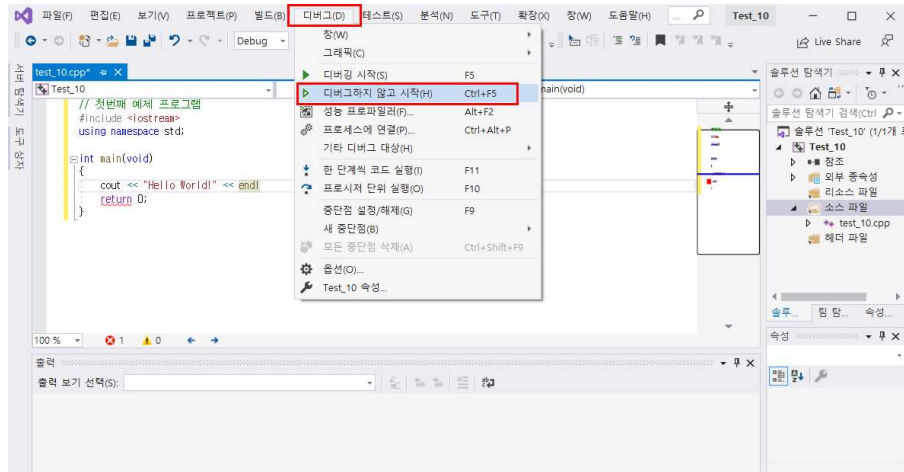 파일(F) 편집(E) 보기(V) 프로젝트(P) 빌드(B) 디버그(D) 테스트(S) 분석(N) 도구(T) 확장(X) 창(W) 도움말(H) ... Test_10
Debug Live Share
창(W)
그래픽(C)
디버깅 시작(S) F5
디버그하지 않고 시작(H) Ctrl+F5
성능 프로파일러(F)... Alt+F2
프로세스에 연결(P)... Ctrl+Alt+P
기타 디버그 대상(H)
한 단계씩 코드 실행(I) F11
프로시저 단위 실행(O) F10
중단점 설정/해제(G) F9
새 중단점(B)
모든 중단점 삭제(A) Ctrl+Shift+F9
옵션(O)...
Test_10 속성...
서버 탐색기
도구 상자
test_10.cpp*
Test_10 main(void)
// 첫번째 예제 프로그램
#include <iostream>
using namespace std;
int main(void)
{
cout << "Hello World!" << endl
return 0;
}
100 % 1 0
출력
출력 보기 선택(S):
솔루션 탐색기
솔루션 탐색기 검색(Ctrl
솔루션 'Test_10' (1/1개
Test_10
참조
외부 종속성
리소스 파일
소스 파일
test_10.cpp
헤더 파일
솔루... 팀 탐... 속성...
속성